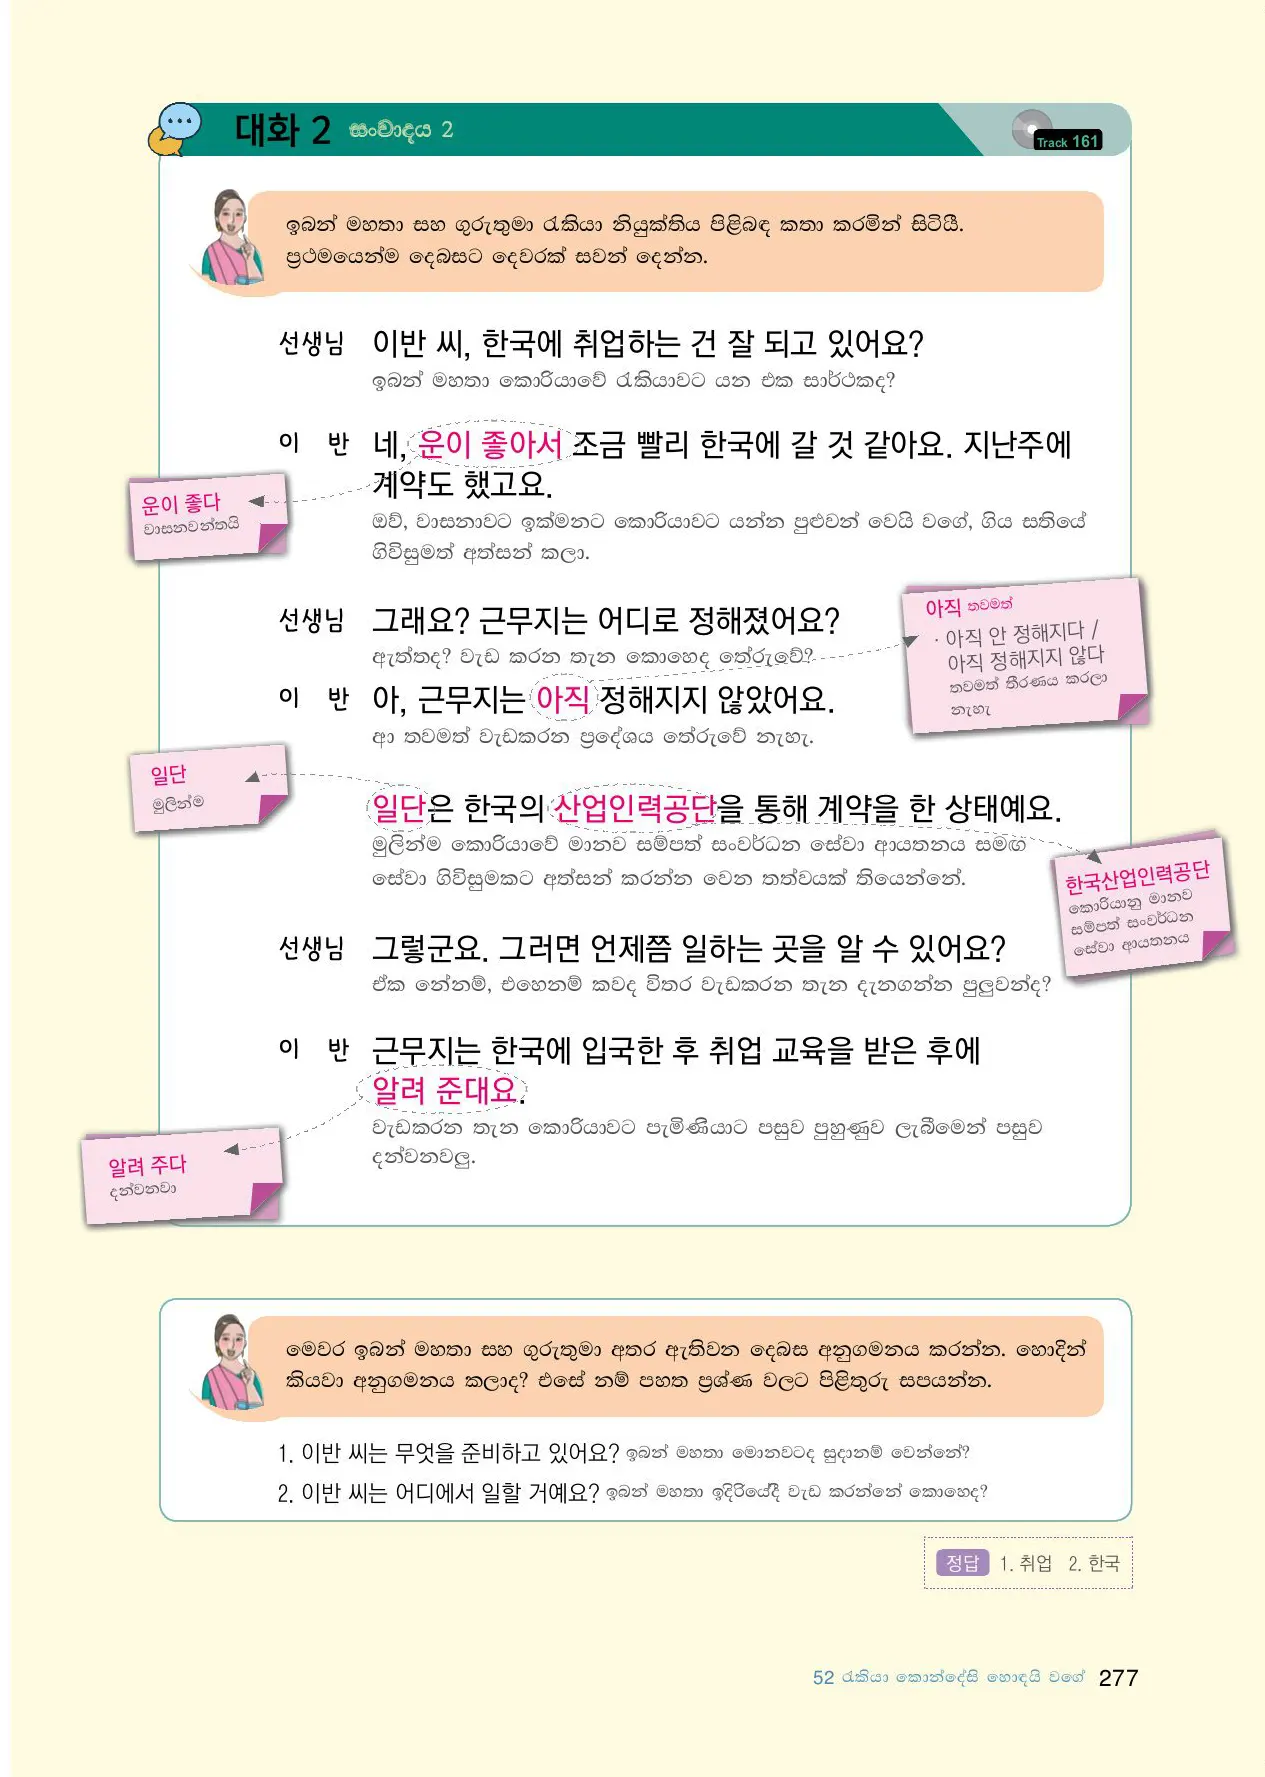 대화 2 සංවාදය 2
Track 161
ඉබන් මහතා සහ ගුරුතුමා රැකියා නියුක්තිය පිළිබඳ කතා කරමින් සිටියී.
ප්‍රථමයෙන්ම දෙබසට දෙවරක් සවන් දෙන්න.
선생님 이반 씨, 한국에 취업하는 건 잘 되고 있어요?
ඉබන් මහතා කොරියාවේ රැකියාවට යන එක සාර්ථකද?
이 반 네, 운이 좋아서 조금 빨리 한국에 갈 것 같아요. 지난주에
계약도 했고요.
운이 좋다
වාසනවන්තයි
ඔව්, වාසනාවට ඉක්මනට කොරියාවට යන්න පුළුවන් වෙයි වගේ, ගිය සතියේ
ගිවිසුමත් අත්සන් කලා.
선생님 그래요? 근무지는 어디로 정해졌어요?
ඇත්තද? වැඩ කරන තැන කොහෙද තේරුවේ?
아직 තවමත්
· 아직 안 정해지다 /
아직 정해지지 않다
තවමත් තීරණය කරලා
නැහැ
이 반 아, 근무지는 아직 정해지지 않았어요.
ආ තවමත් වැඩකරන ප්‍රදේශය තේරුවේ නැහැ.
일단
මුලින්ම
일단은 한국의 산업인력공단을 통해 계약을 한 상태예요.
මුලින්ම කොරියාවේ මානව සම්පත් සංවර්ධන සේවා ආයතනය සමඟ
සේවා ගිවිසුමකට අත්සන් කරන්න වෙන තත්වයක් තියෙන්නේ.
한국산업인력공단
කොරියානු මානව
සම්පත් සංවර්ධන
සේවා ආයතනය
선생님 그렇군요. 그러면 언제쯤 일하는 곳을 알 수 있어요?
ඒක නේනම්, එහෙනම් කවද විතර වැඩකරන තැන දැනගන්න පුලුවන්ද?
이 반 근무지는 한국에 입국한 후 취업 교육을 받은 후에
알려 준대요.
වැඩකරන තැන කොරියාවට පැමිණියාට පසුව පුහුණුව ලැබීමෙන් පසුව
දන්වනවලු.
알려 주다
දන්වනවා
මෙවර ඉබන් මහතා සහ ගුරුතුමා අතර ඇතිවන දෙබස අනුගමනය කරන්න. හොදින්
කියවා අනුගමනය කලාද? එසේ නම් පහත ප්‍රශ්ණ වලට පිළිතුරු සපයන්න.
1. 이반 씨는 무엇을 준비하고 있어요? ඉබන් මහතා මොනවටද සුදානම් වෙන්නේ?
2. 이반 씨는 어디에서 일할 거예요? ඉබන් මහතා ඉදිරියේදී වැඩ කරන්නේ කොහෙද?
정답 1. 취업 2. 한국
52 රැකියා කොන්දේසි හොඳයි වගේ 277